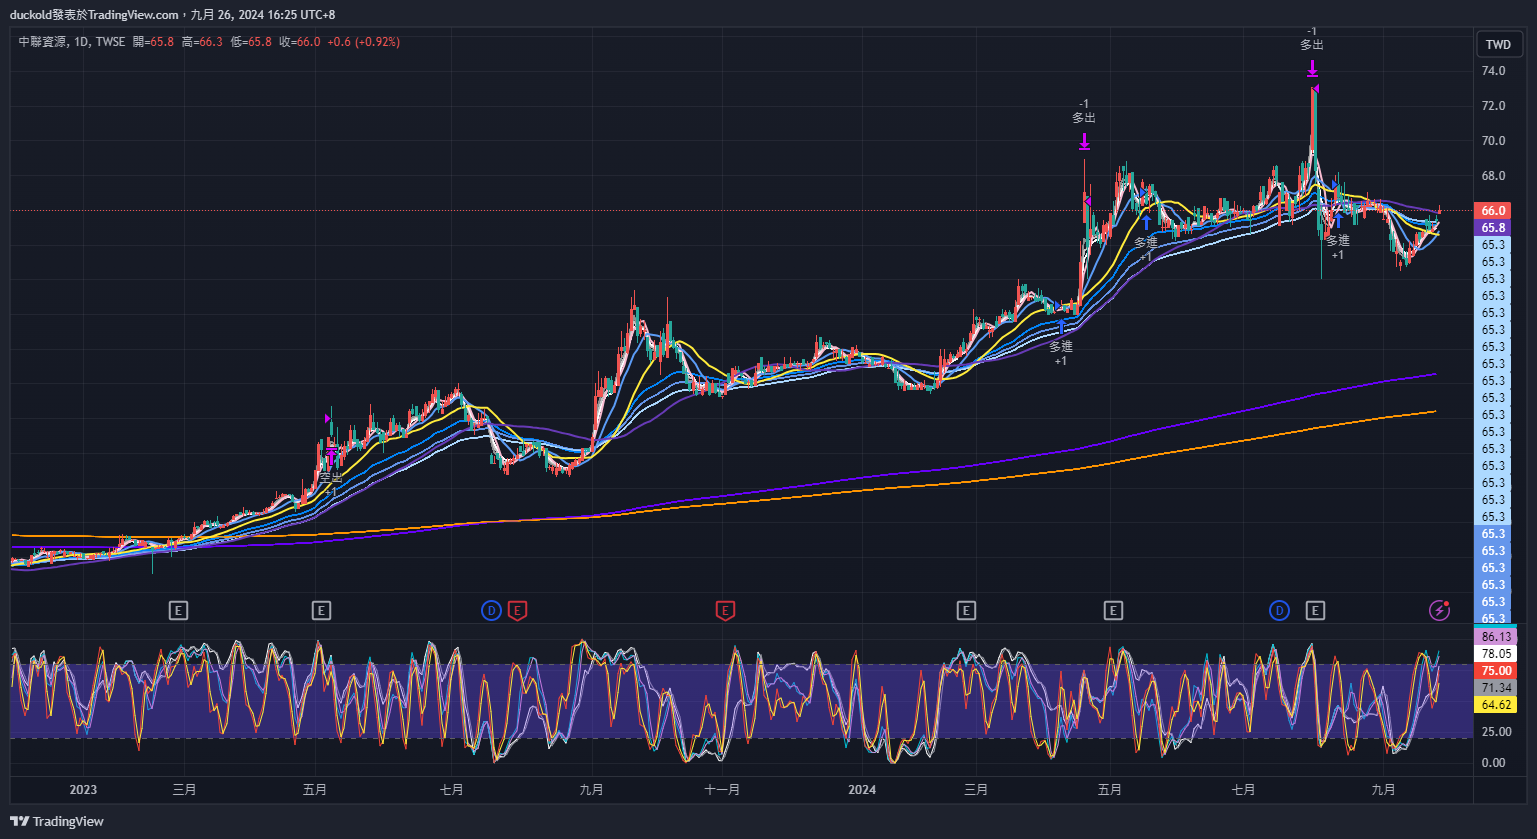 duckold發表於TradingView.com，九月 26, 2024 16:25 UTC+8
中聯資源, 1D, TWSE 開=65.8 高=66.3 低=65.8 收=66.0 +0.6 (+0.92%)
TWD
-1
多出
74.0
72.0
-1
多出
70.0
68.0
66.0
65.8
多進
+1
多進
+1
65.3
65.3
65.3
65.3
65.3
65.3
65.3
多進
+1
65.3
65.3
65.3
65.3
65.3
65.3
65.3
空出
+1
65.3
65.3
65.3
65.3
65.3
65.3
65.3
65.3
65.3
E
E
D
E
E
E
E
D
E
86.13
78.05
75.00
71.34
64.62
25.00
0.00
2023
三月
五月
七月
九月
十一月
2024
三月
五月
七月
九月
TradingView